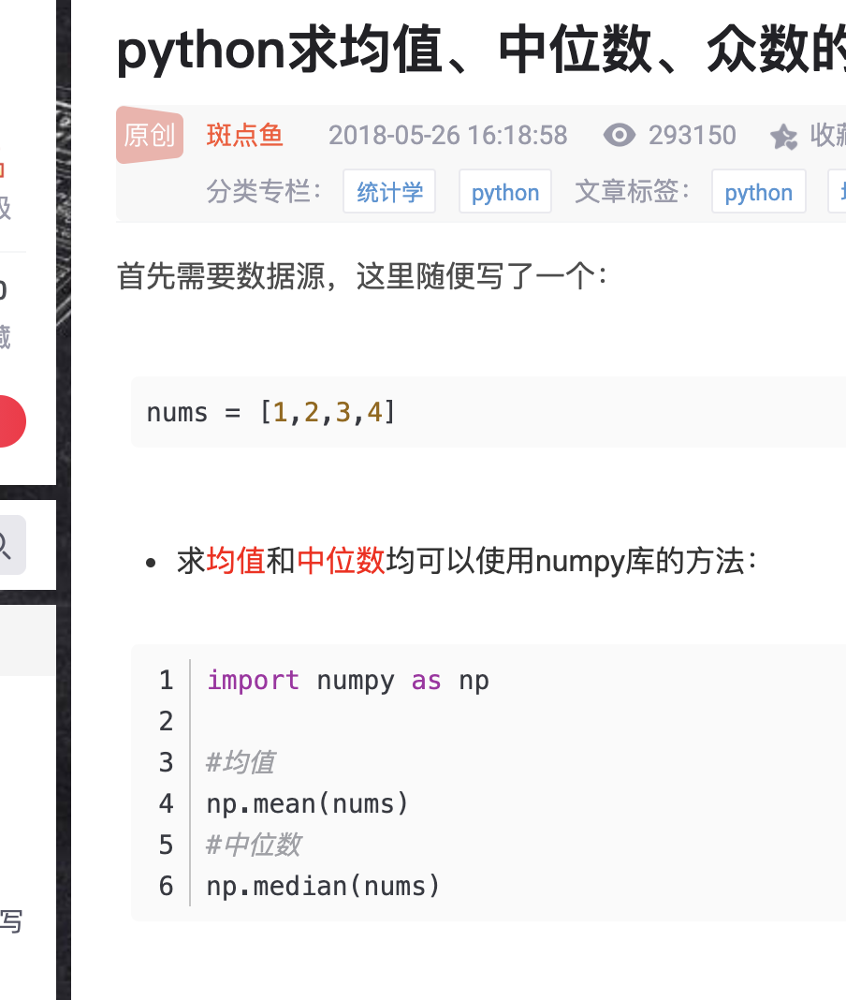 python求均值、中位数、众数的
原创 斑点鱼 2018-05-26 16:18:58 293150 收藏
级
分类专栏： 统计学 python 文章标签： python
首先需要数据源，这里随便写了一个：
0
藏
nums = [1,2,3,4]
求均值和中位数均可以使用numpy库的方法：
1 import numpy as np
2
3 #均值
4 np.mean(nums)
5 #中位数
6 np.median(nums)
写